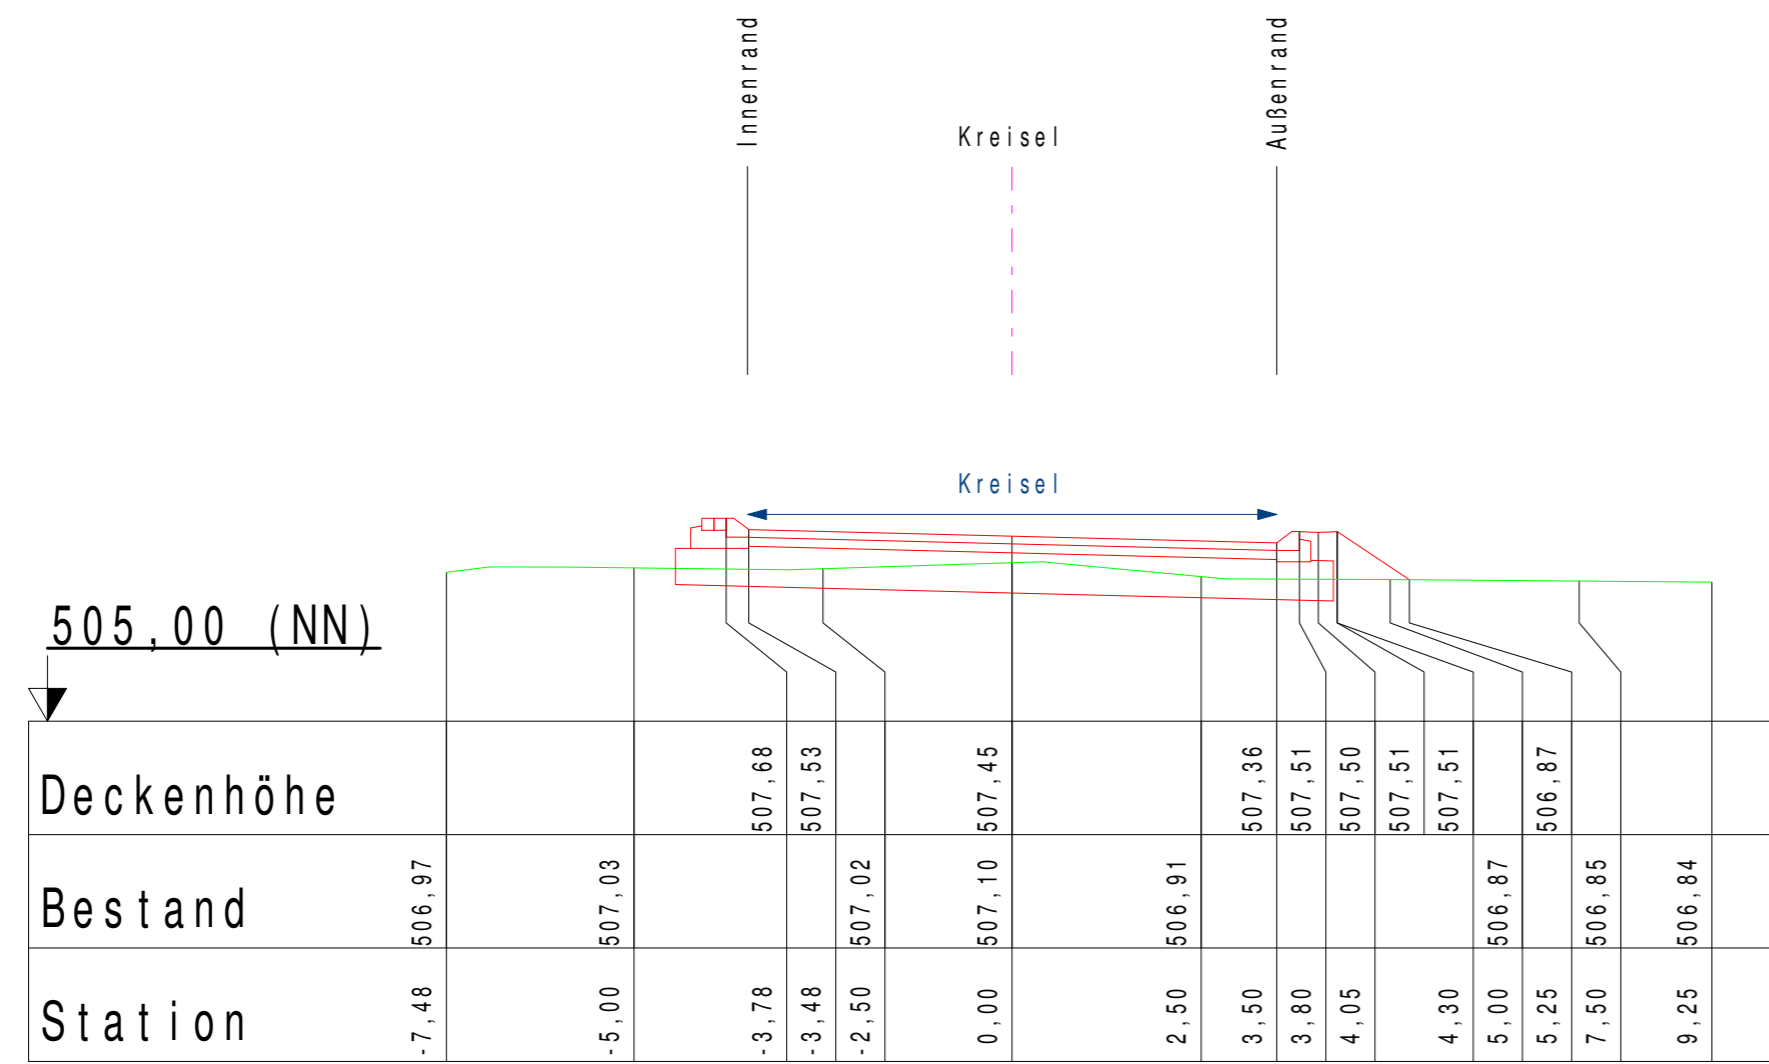 Innenrand
Kreisel
Außenrand
Kreisel
505,00 (NN)
Deckenhöhe 507,68 507,53 507,45 507,36 507,51 507,50 507,51 507,51 506,87
Bestand 506,97 507,03 507,02 507,10 506,91 506,87 506,85 506,84
Station -7,48 -5,00 -3,78 -3,48 -2,50 0,00 2,50 3,50 3,80 4,05 4,30 5,00 5,25 7,50 9,25